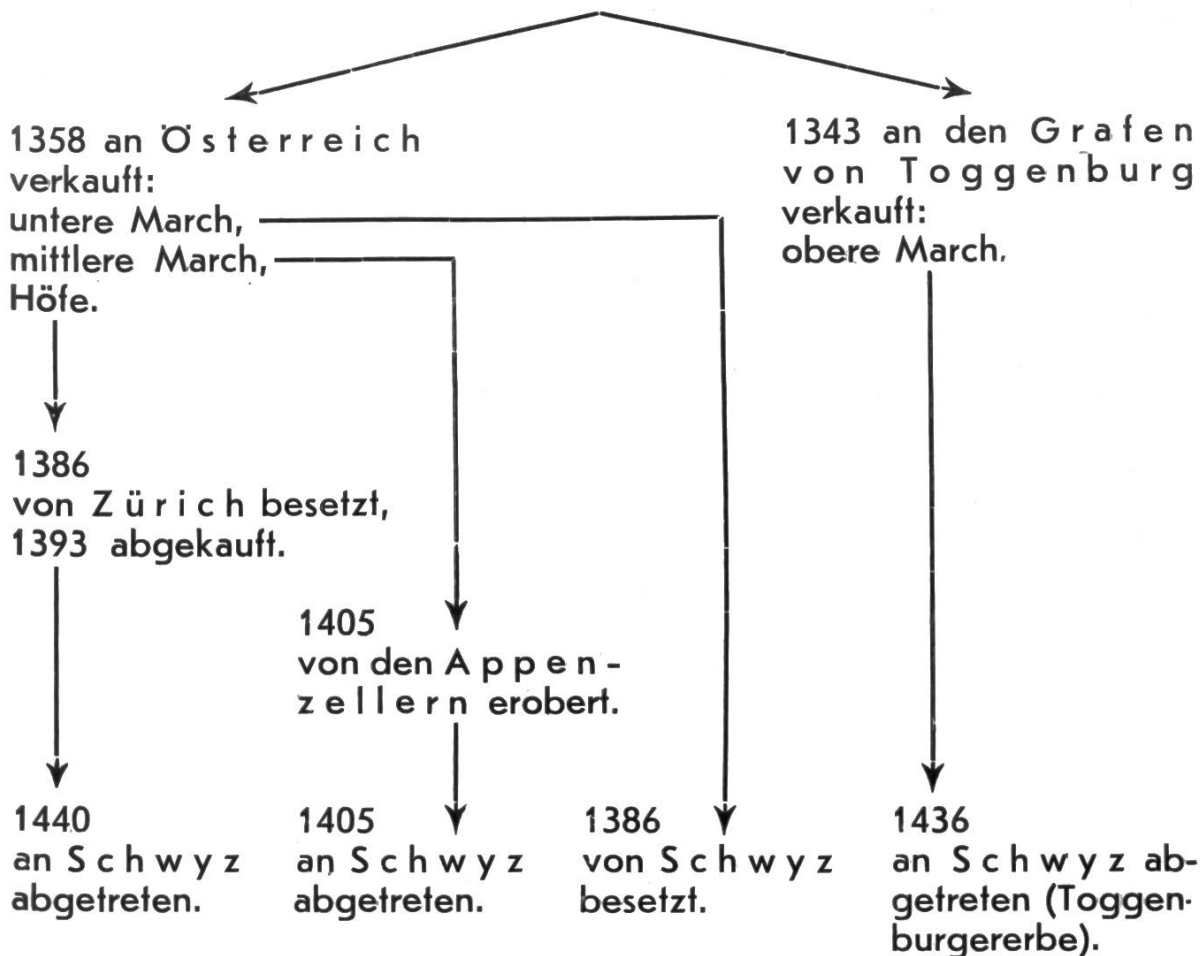 1358 an Österreich
verkauft:
untere March,
mittlere March,
Höfe.
1343 an den Grafen
von Toggenburg
verkauft:
obere March.
1386
von Zürich besetzt,
1393 abgekauft.
1405
von den Appen-
zellern erobert.
1440
an Schwyz
abgetreten.
1405
an Schwyz
abgetreten.
1386
von Schwyz
besetzt.
1436
an Schwyz ab-
getreten (Toggen-
burgererbe).